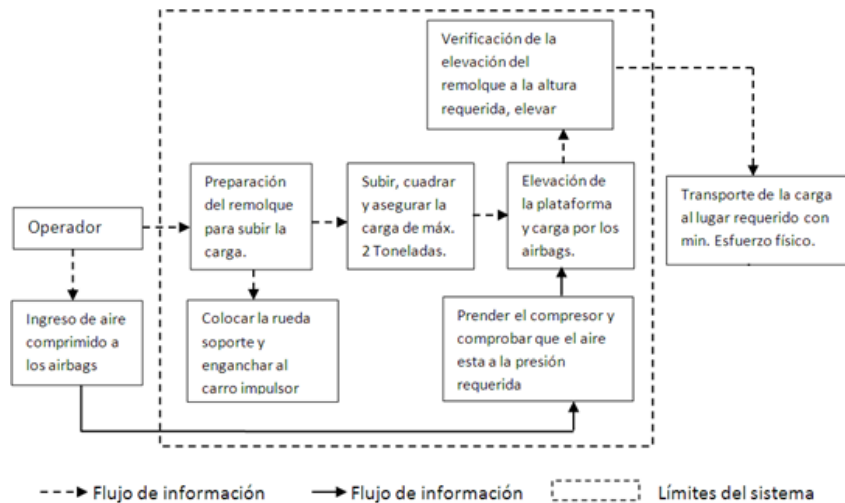 Verificación de la
elevación del
remolque a la altura
requerida, elevar
Operador
Preparación
del remolque
para subir la
carga.
Subir, cuadrar
y asegurar la
carga de máx.
2 Toneladas.
Elevación de
la plataforma
y carga por los
airbags.
Transporte de la carga
al lugar requerido con
min. Esfuerzo físico.
Ingreso de aire
comprimido a
los airbags
Colocar la rueda
soporte y
enganchar al
carro impulsor
Prender el compresor y
comprobar que el aire
esta a la presión
requerida
Flujo de información
Flujo de información
Límites del sistema